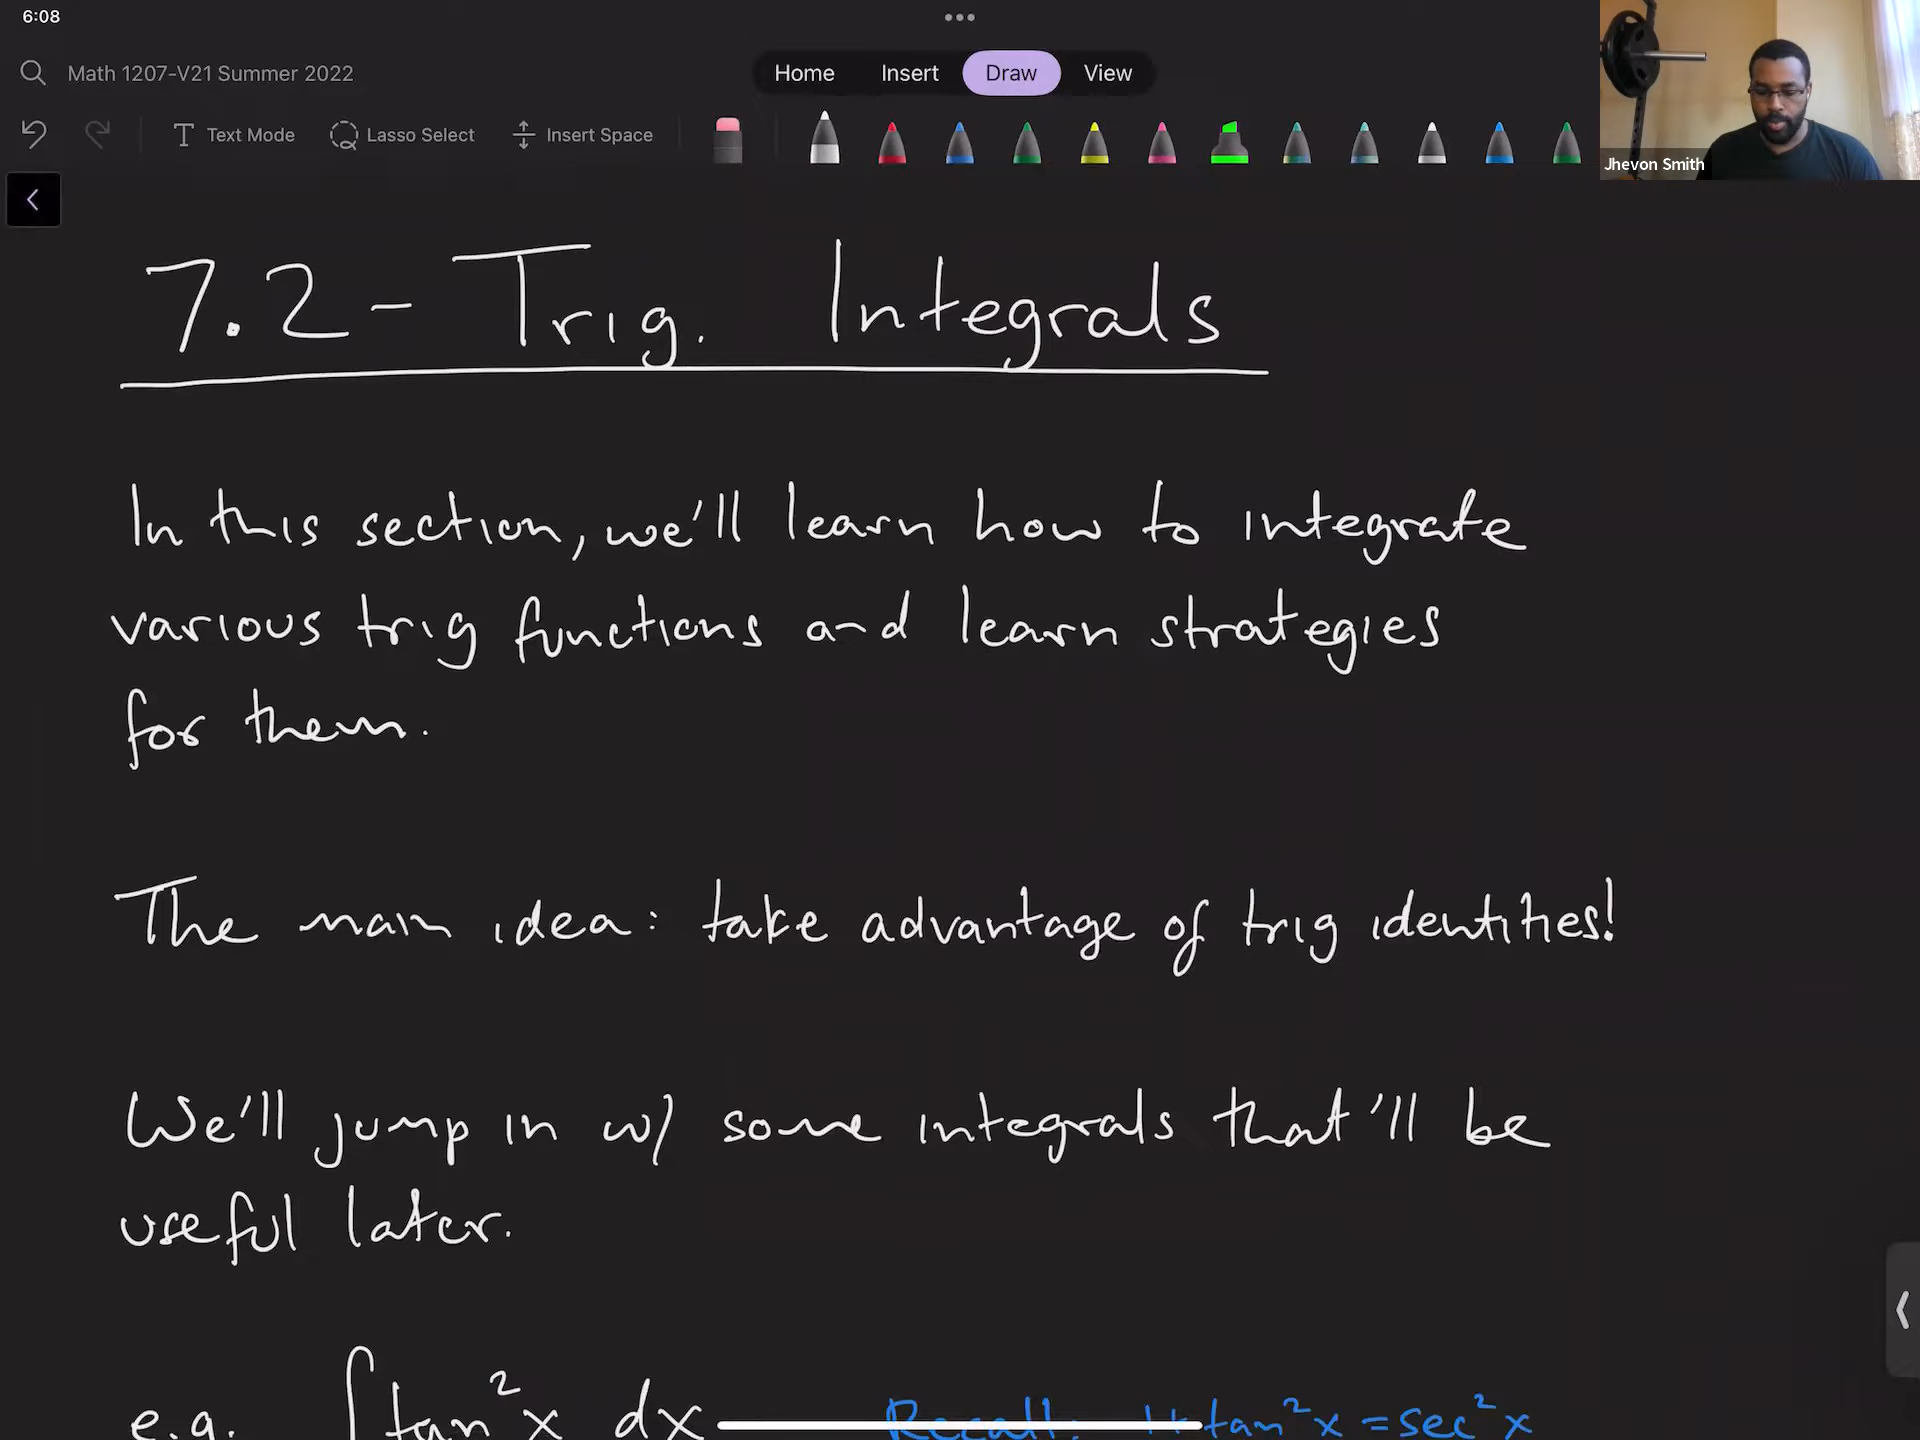 6:08
Math 1207-V21 Summer 2022
Home Insert Draw View
Text Mode Lasso Select Insert Space
Jhevon Smith
7.2 - Trig. Integrals
In this section, we'll learn how to integrate
various trig functions and learn strategies
for them.
The main idea: take advantage of trig identities!
We'll jump in w/ some integrals that'll be
useful later.
e.g. ∫tan²x dx Recall: 1+tan²x = sec²x